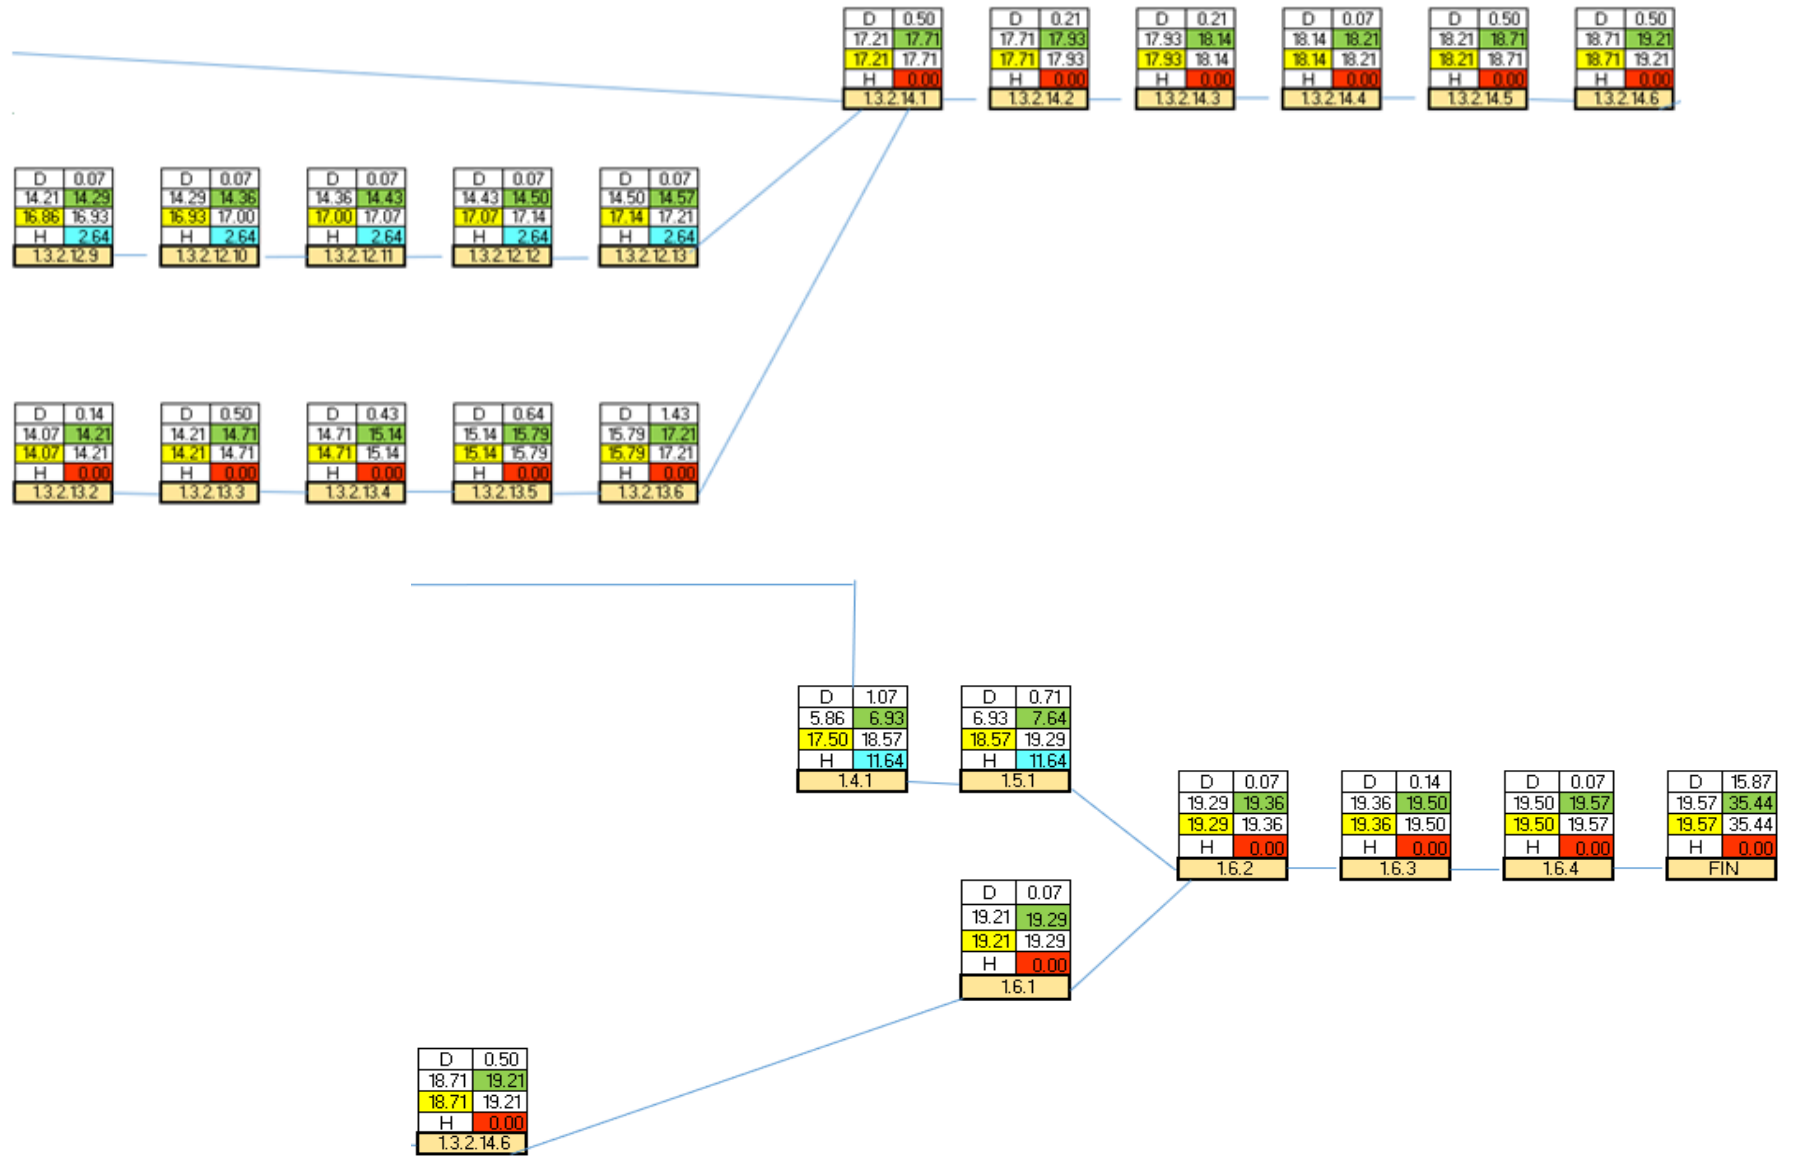 D 0.50 D 0.21 D 0.21 D 0.07 D 0.50 D 0.50
17.21 17.71 17.71 17.93 17.93 18.14 18.14 18.21 18.21 18.71 18.71 19.21
17.21 17.71 17.71 17.93 17.93 18.14 18.14 18.21 18.21 18.71 18.71 19.21
H 0.00 H 0.00 H 0.00 H 0.00 H 0.00 H 0.00
1.3.2.14.1 1.3.2.14.2 1.3.2.14.3 1.3.2.14.4 1.3.2.14.5 1.3.2.14.6
D 0.07 D 0.07 D 0.07 D 0.07 D 0.07
14.21 14.29 14.29 14.36 14.36 14.43 14.43 14.50 14.50 14.57
16.86 16.93 16.93 17.00 17.00 17.07 17.07 17.14 17.14 17.21
H 2.64 H 2.64 H 2.64 H 2.64 H 2.64
1.3.2.12.9 1.3.2.12.10 1.3.2.12.11 1.3.2.12.12 1.3.2.12.13
D 0.14 D 0.50 D 0.43 D 0.64 D 1.43
14.07 14.21 14.21 14.71 14.71 15.14 15.14 15.79 15.79 17.21
14.07 14.21 14.21 14.71 14.71 15.14 15.14 15.79 15.79 17.21
H 0.00 H 0.00 H 0.00 H 0.00 H 0.00
1.3.2.13.2 1.3.2.13.3 1.3.2.13.4 1.3.2.13.5 1.3.2.13.6
D 1.07 D 0.71
5.86 6.93 6.93 7.64
17.50 18.57 18.57 19.29
H 11.64 H 11.64
1.4.1 1.5.1
D 0.07 D 0.14 D 0.07 D 15.87
19.29 19.36 19.36 19.50 19.50 19.57 19.57 35.44
19.29 19.36 19.36 19.50 19.50 19.57 19.57 35.44
H 0.00 H 0.00 H 0.00 H 0.00
1.6.2 1.6.3 1.6.4 FIN
D 0.07
19.21 19.29
19.21 19.29
H 0.00
1.6.1
D 0.50
18.71 19.21
18.71 19.21
H 0.00
1.3.2.14.6